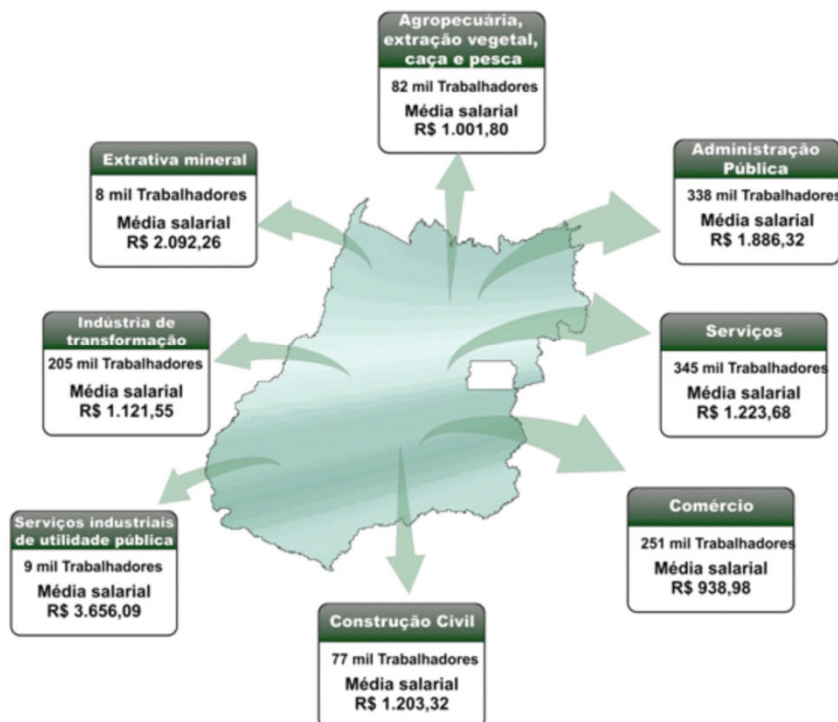 Agropecuária,
extração vegetal,
caça e pesca
82 mil Trabalhadores
Média salarial
R$ 1.001,80
Extrativa mineral
8 mil Trabalhadores
Média salarial
R$ 2.092,26
Administração
Pública
338 mil Trabalhadores
Média salarial
R$ 1.886,32
Indústria de
transformação
205 mil Trabalhadores
Média salarial
R$ 1.121,55
Serviços
345 mil Trabalhadores
Média salarial
R$ 1.223,68
Serviços industriais
de utilidade pública
9 mil Trabalhadores
Média salarial
R$ 3.656,09
Comércio
251 mil Trabalhadores
Média salarial
R$ 938,98
Construção Civil
77 mil Trabalhadores
Média salarial
R$ 1.203,32